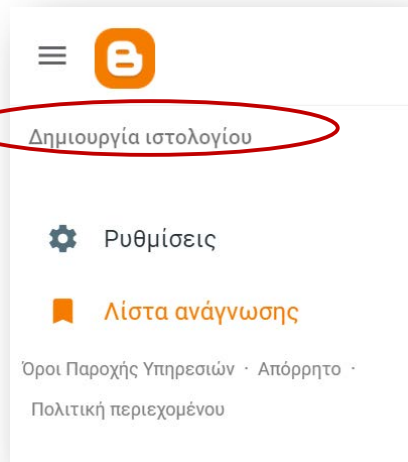 Δημιουργία ιστολογίου
Ρυθμίσεις
Λίστα ανάγνωσης
Όροι Παροχής Υπηρεσιών · Απόρρητο ·
Πολιτική περιεχομένου